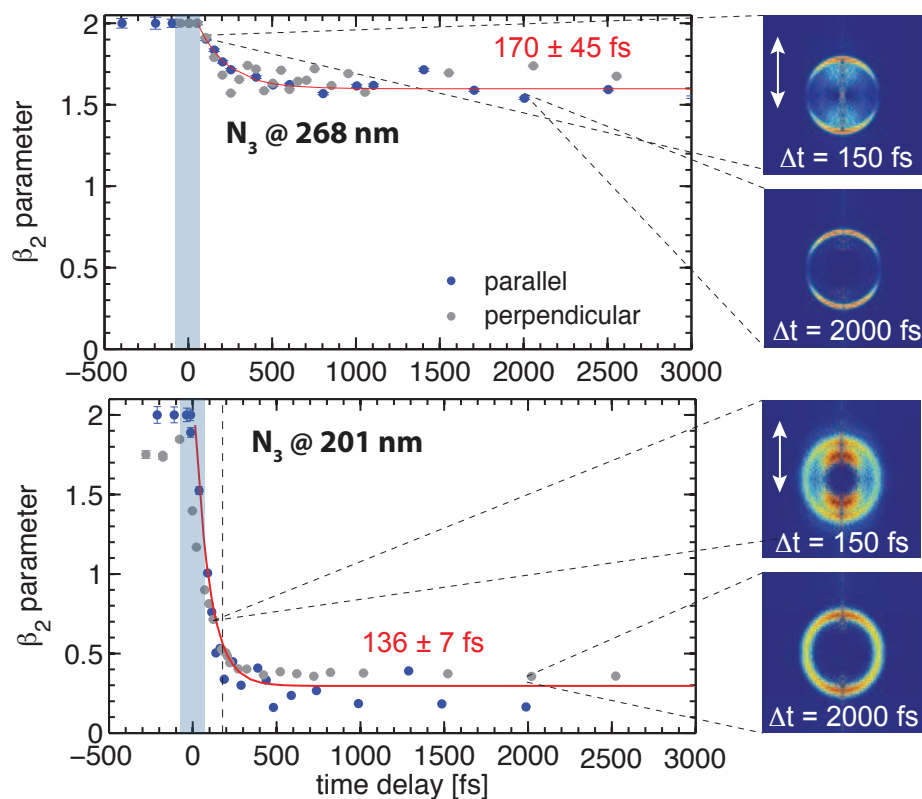 2
1.5
1
0.5
0
β₂ parameter
170 ± 45 fs
N₃ @ 268 nm
parallel
perpendicular
−500 0 500 1000 1500 2000 2500 3000
Δt = 150 fs
Δt = 2000 fs
2
1.5
1
0.5
0
β₂ parameter
N₃ @ 201 nm
136 ± 7 fs
−500 0 500 1000 1500 2000 2500 3000
time delay [fs]
Δt = 150 fs
Δt = 2000 fs